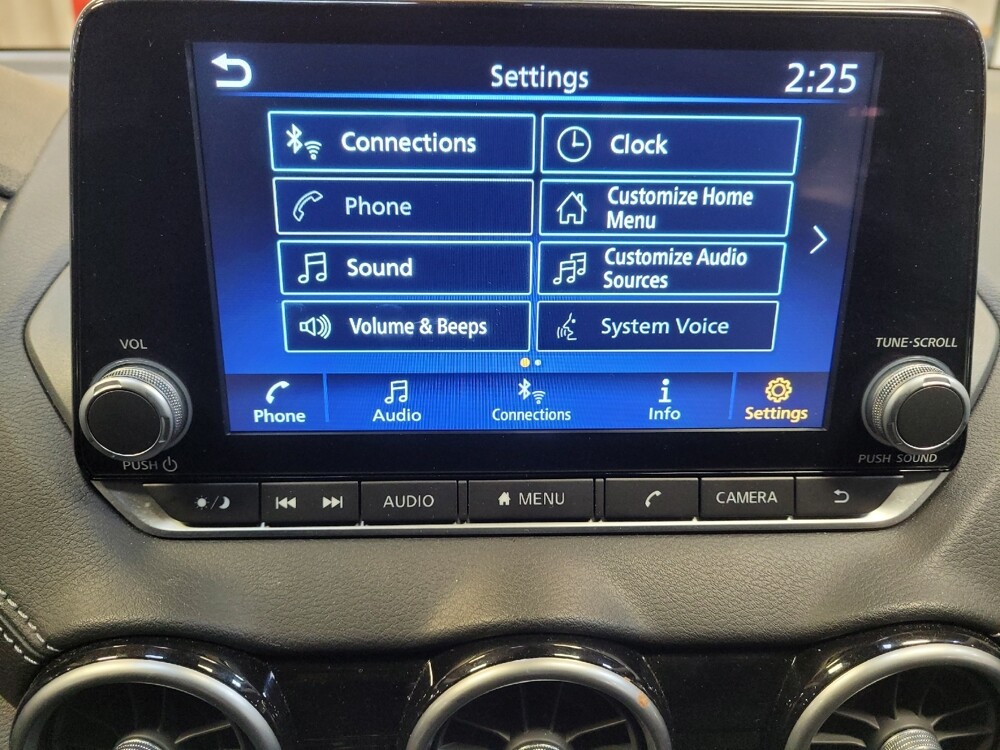 Settings
2:25
Connections
Clock
Phone
Customize Home
Menu
Sound
Customize Audio
Sources
Volume & Beeps
System Voice
Phone
Audio
Connections
Info
Settings
VOL
PUSH
TUNE·SCROLL
PUSH SOUND
AUDIO
MENU
CAMERA